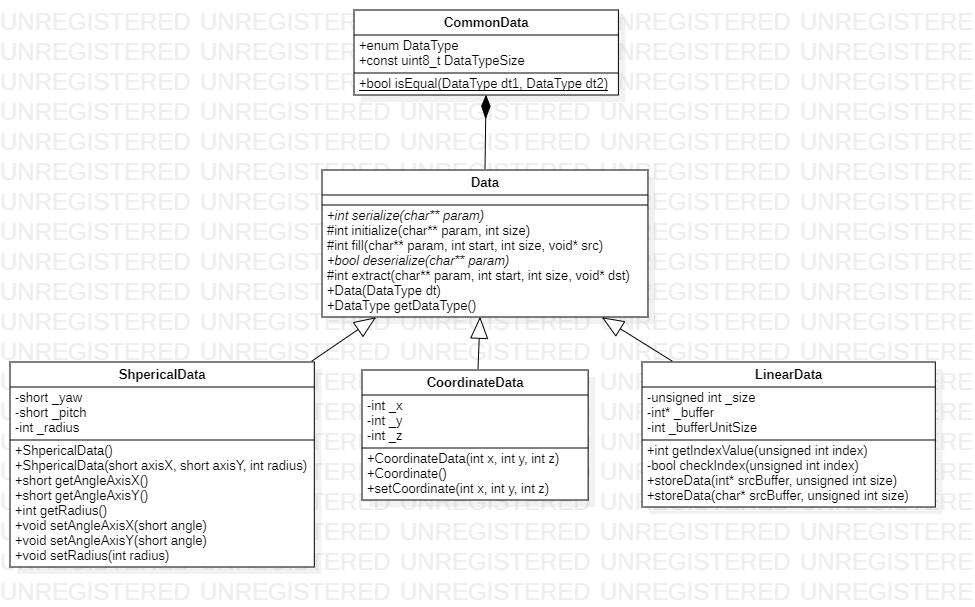 CommonData
+enum DataType
+const uint8_t DataTypeSize
+bool isEqual(DataType dt1, DataType dt2)
Data
+int serialize(char** param)
#int initialize(char** param, int size)
#int fill(char** param, int start, int size, void* src)
+bool deserialize(char** param)
#int extract(char** param, int start, int size, void* dst)
+Data(DataType dt)
+DataType getDataType()
ShpericalData
-short _yaw
-short _pitch
-int _radius
+ShpericalData()
+ShpericalData(short axisX, short axisY, int radius)
+short getAngleAxisX()
+short getAngleAxisY()
+int getRadius()
+void setAngleAxisX(short angle)
+void setAngleAxisY(short angle)
+void setRadius(int radius)
CoordinateData
-int _x
-int _y
-int _z
+CoordinateData(int x, int y, int z)
+Coordinate()
+setCoordinate(int x, int y, int z)
LinearData
-unsigned int _size
-int* _buffer
-int _bufferUnitSize
+int getIndexValue(unsigned int index)
-bool checkIndex(unsigned int index)
+storeData(int* srcBuffer, unsigned int size)
+storeData(char* srcBuffer, unsigned int size)
UNREGISTERED